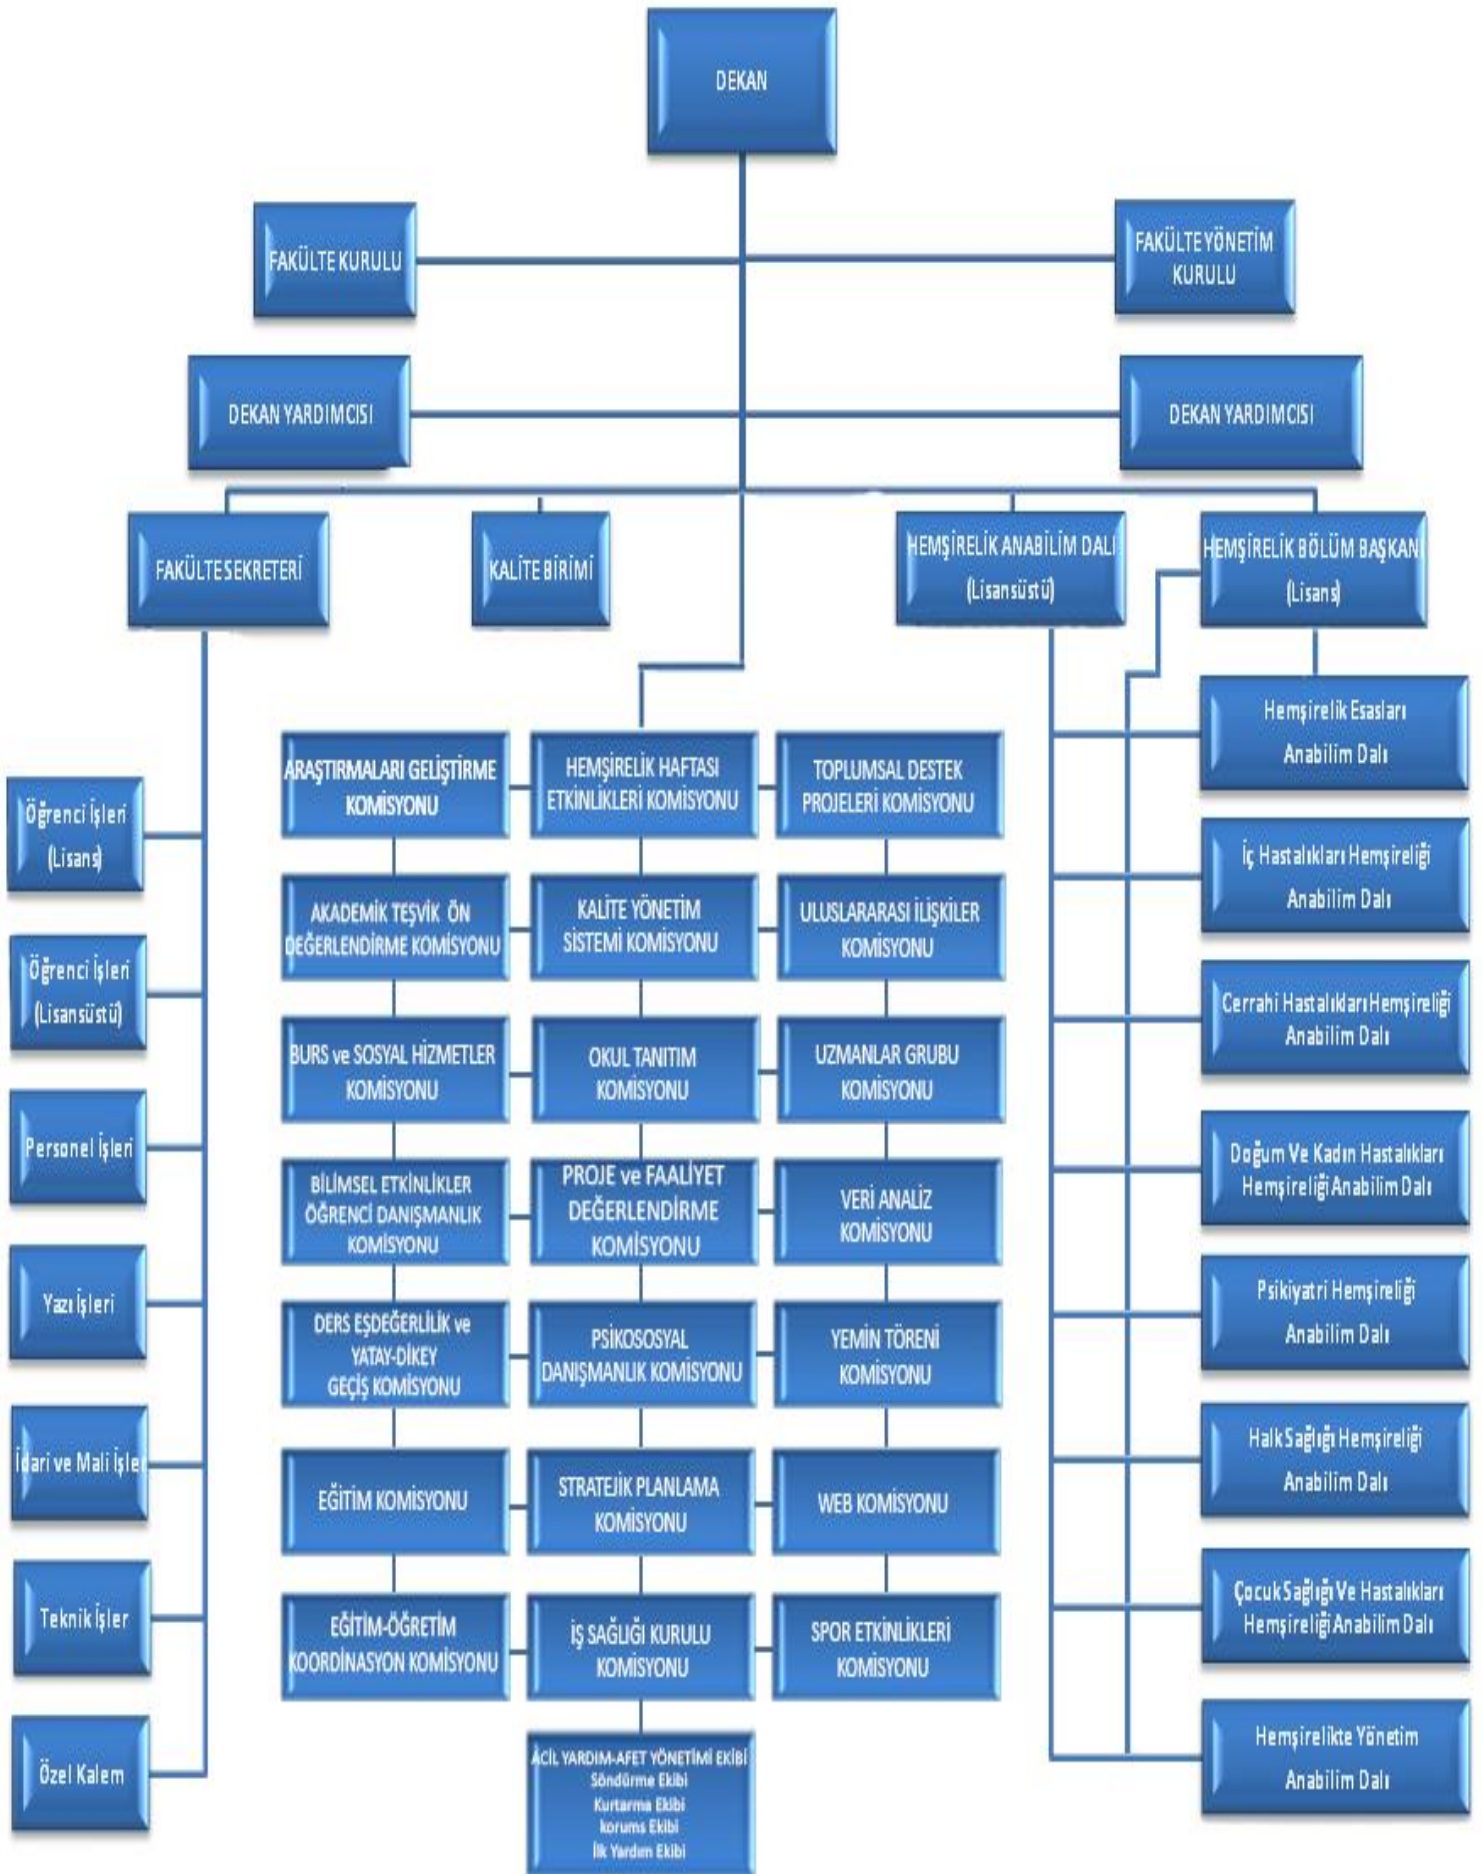 DEKAN
FAKÜLTE KURULU
FAKÜLTE YÖNETİM
KURULU
DEKAN YARDIMCISI
DEKAN YARDIMCISI
FAKÜLTE SEKRETERİ
KALİTE BİRİMİ
HEMŞİRELİK ANABİLİM DALI
(Lisansüstü)
HEMŞİRELİK BÖLÜM BAŞKANI
(Lisans)
Öğrenci İşleri
(Lisans)
Öğrenci İşleri
(Lisansüstü)
Personel İşleri
Yazı İşleri
İdari ve Mali İşler
Teknik İşler
Özel Kalem
ARAŞTIRMALARI GELİŞTİRME
KOMİSYONU
HEMŞİRELİK HAFTASI
ETKİNLİKLERİ KOMİSYONU
TOPLUMSAL DESTEK
PROJELERİ KOMİSYONU
AKADEMİK TEŞVİK ÖN
DEĞERLENDİRME KOMİSYONU
KALİTE YÖNETİM
SİSTEMİ KOMİSYONU
ULUSLARARASI İLİŞKİLER
KOMİSYONU
BURS ve SOSYAL HİZMETLER
KOMİSYONU
OKUL TANITIM
KOMİSYONU
UZMANLAR GRUBU
KOMİSYONU
BİLİMSEL ETKİNLİKLER
ÖĞRENCİ DANIŞMANLIK
KOMİSYONU
PROJE ve FAALİYET
DEĞERLENDİRME
KOMİSYONU
VERİ ANALİZ
KOMİSYONU
DERS EŞDEĞERLİLİK ve
YATAY-DİKEY
GEÇİŞ KOMİSYONU
PSİKOSOSYAL
DANIŞMANLIK KOMİSYONU
YEMİN TÖRENİ
KOMİSYONU
EĞİTİM KOMİSYONU
STRATEJİK PLANLAMA
KOMİSYONU
WEB KOMİSYONU
EĞİTİM-ÖĞRETİM
KOORDİNASYON KOMİSYONU
İŞ SAĞLIĞI KURULU
KOMİSYONU
SPOR ETKİNLİKLERİ
KOMİSYONU
ACİL YARDIM-AFET YÖNETİMİ EKİBİ
Söndürme Ekibi
Kurtarma Ekibi
korums Ekibi
İlk Yardım Ekibi
Hemşirelik Esasları
Anabilim Dalı
İç Hastalıkları Hemşireliği
Anabilim Dalı
Cerrahi Hastalıkları Hemşireliği
Anabilim Dalı
Doğum Ve Kadın Hastalıkları
Hemşireliği Anabilim Dalı
Psikiyatri Hemşireliği
Anabilim Dalı
Halk Sağlığı Hemşireliği
Anabilim Dalı
Çocuk Sağlığı Ve Hastalıkları
Hemşireliği Anabilim Dalı
Hemşirelikte Yönetim
Anabilim Dalı